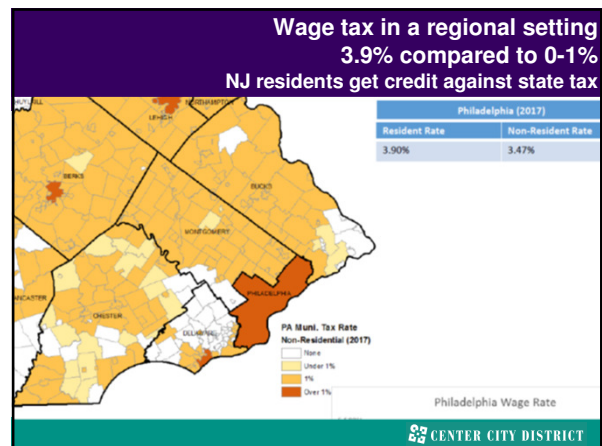 Wage tax in a regional setting
3.9% compared to 0-1%
NJ residents get credit against state tax
NORTHAMPTON
LEHIGH
BERKS
BUCKS
MONTGOMERY
LANCASTER
CHESTER
PHILADELPHIA
DELAWARE
Philadelphia (2017)
Resident Rate Non-Resident Rate
3.90% 3.47%
PA Muni. Tax Rate
Non-Residential (2017)
None
Under 1%
1%
Over 1%
Philadelphia Wage Rate
CENTER CITY DISTRICT